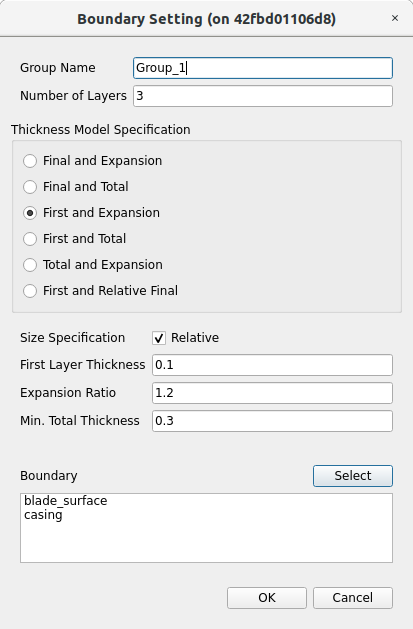 Boundary Setting (on 42fbd01106d8)
×
Group Name Group_1
Number of Layers 3
Thickness Model Specification
Final and Expansion
Final and Total
First and Expansion
First and Total
Total and Expansion
First and Relative Final
Size Specification Relative
First Layer Thickness 0.1
Expansion Ratio 1.2
Min. Total Thickness 0.3
Boundary Select
blade_surface
casing
OK Cancel